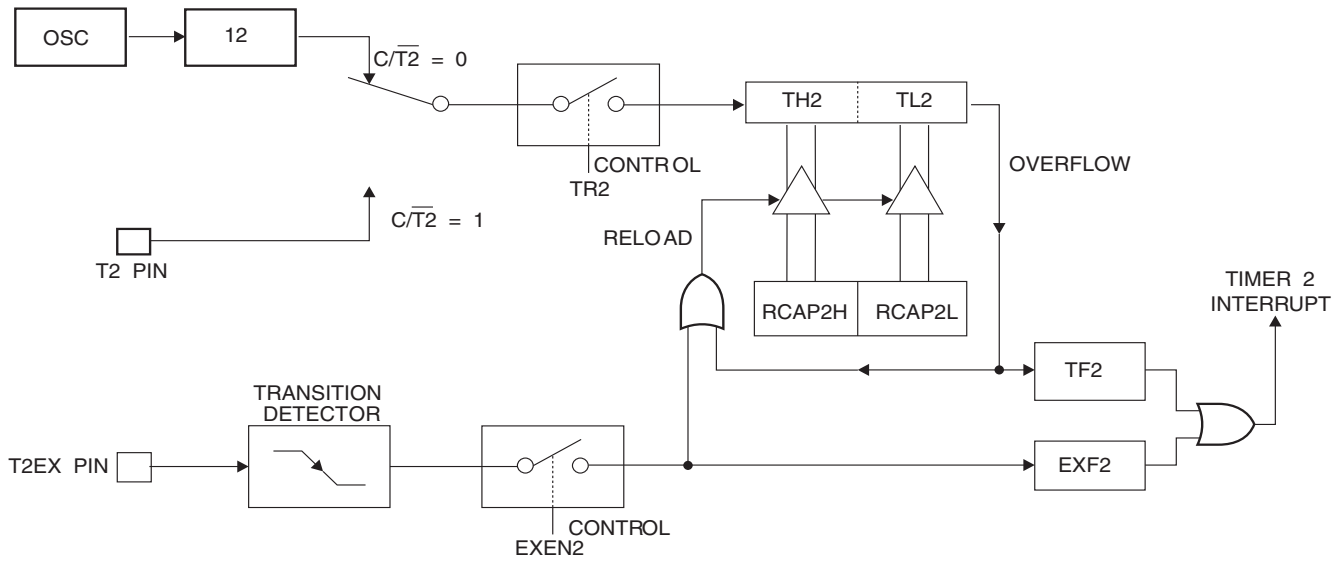 OSC
12
C/T2 = 0
TH2
TL2
CONTROL
TR2
OVERFLOW
C/T2 = 1
T2 PIN
RELOAD
RCAP2H
RCAP2L
TIMER 2
INTERRUPT
TF2
TRANSITION
DETECTOR
T2EX PIN
EXF2
CONTROL
EXEN2